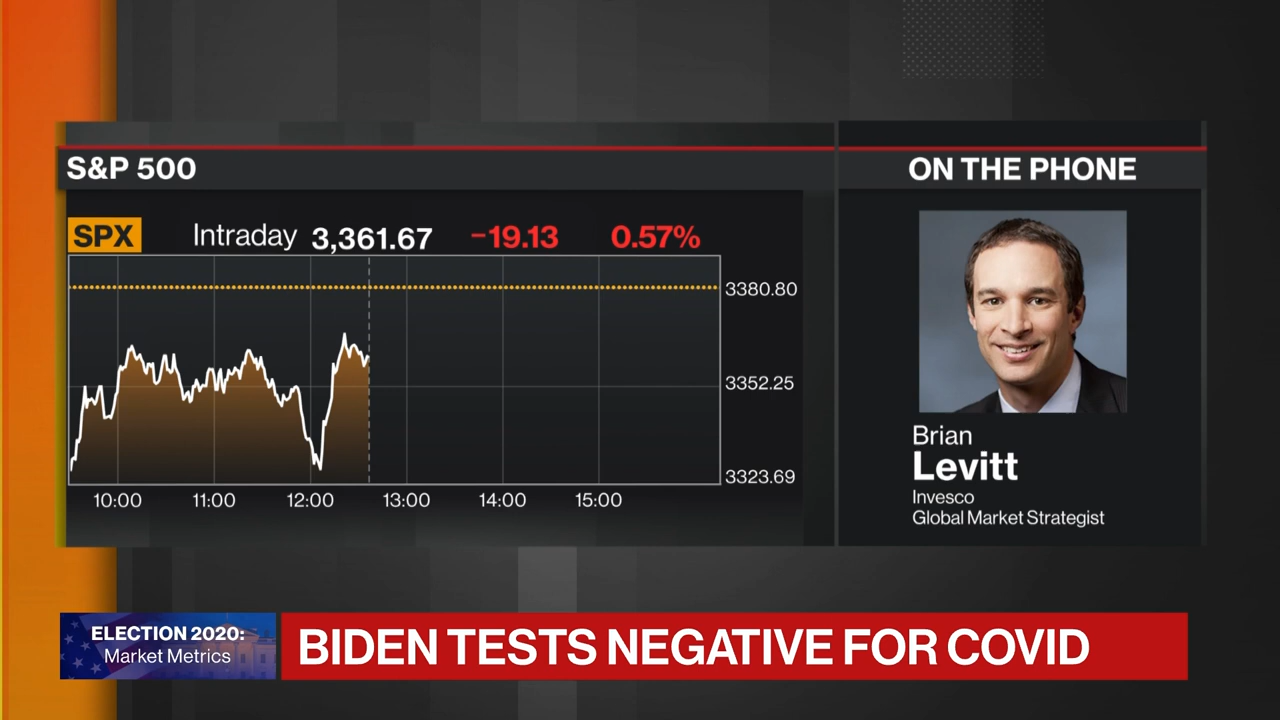 S&P 500
SPX Intraday 3,361.67 −19.13 0.57%
3380.80
3352.25
3323.69
10:00 11:00 12:00 13:00 14:00 15:00
ON THE PHONE
Brian
Levitt
Invesco
Global Market Strategist
ELECTION 2020:
Market Metrics
BIDEN TESTS NEGATIVE FOR COVID